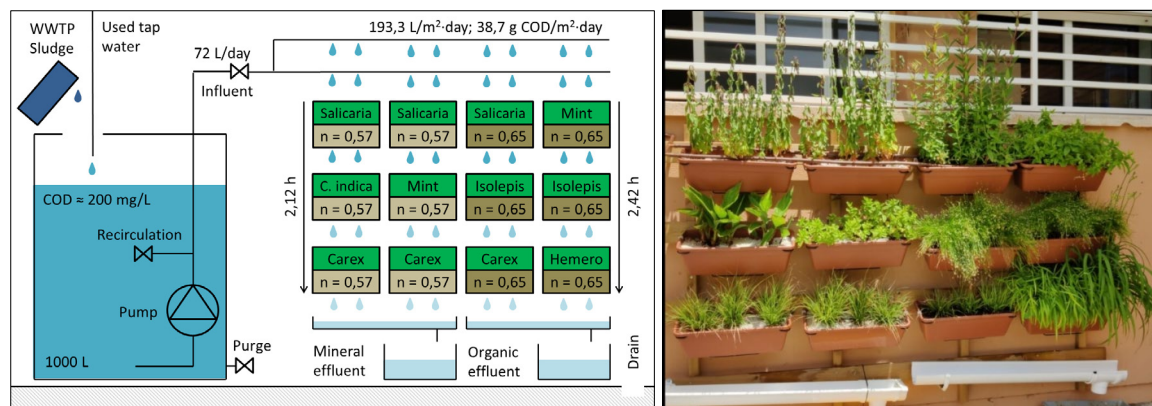 WWTP
Sludge
Used tap
water
72 L/day
Influent
193,3 L/m²·day; 38,7 g COD/m²·day
COD ≈ 200 mg/L
Recirculation
Pump
1000 L
Purge
2,12 h
Salicaria
n = 0,57
Salicaria
n = 0,57
Salicaria
n = 0,65
Mint
n = 0,65
C. indica
n = 0,57
Mint
n = 0,57
Isolepis
n = 0,65
Isolepis
n = 0,65
Carex
n = 0,57
Carex
n = 0,57
Carex
n = 0,65
Hemero
n = 0,65
2,42 h
Mineral
effluent
Organic
effluent
Drain